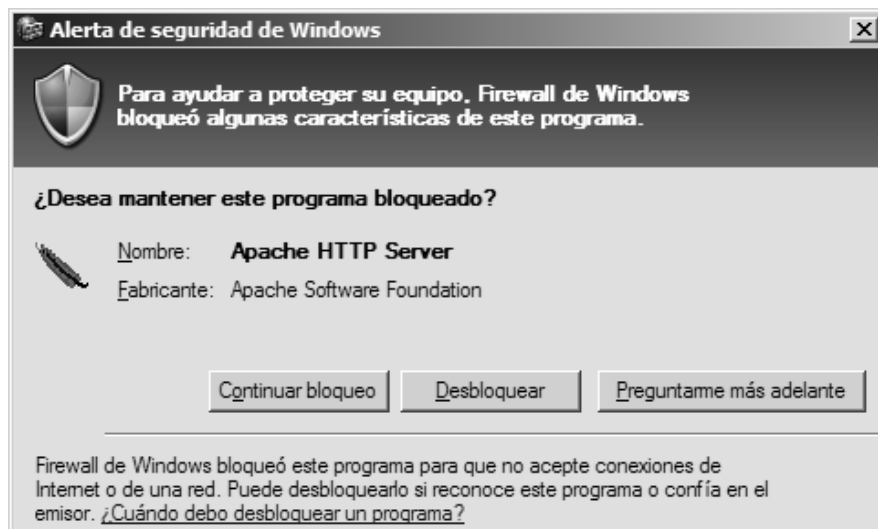 Alerta de seguridad de Windows
Para ayudar a proteger su equipo, Firewall de Windows
bloqueó algunas características de este programa.
¿Desea mantener este programa bloqueado?
Nombre: Apache HTTP Server
Fabricante: Apache Software Foundation
Continuar bloqueo Desbloquear Preguntarme más adelante
Firewall de Windows bloqueó este programa para que no acepte conexiones de
Internet o de una red. Puede desbloquearlo si reconoce este programa o confía en el
emisor. ¿Cuándo debo desbloquear un programa?